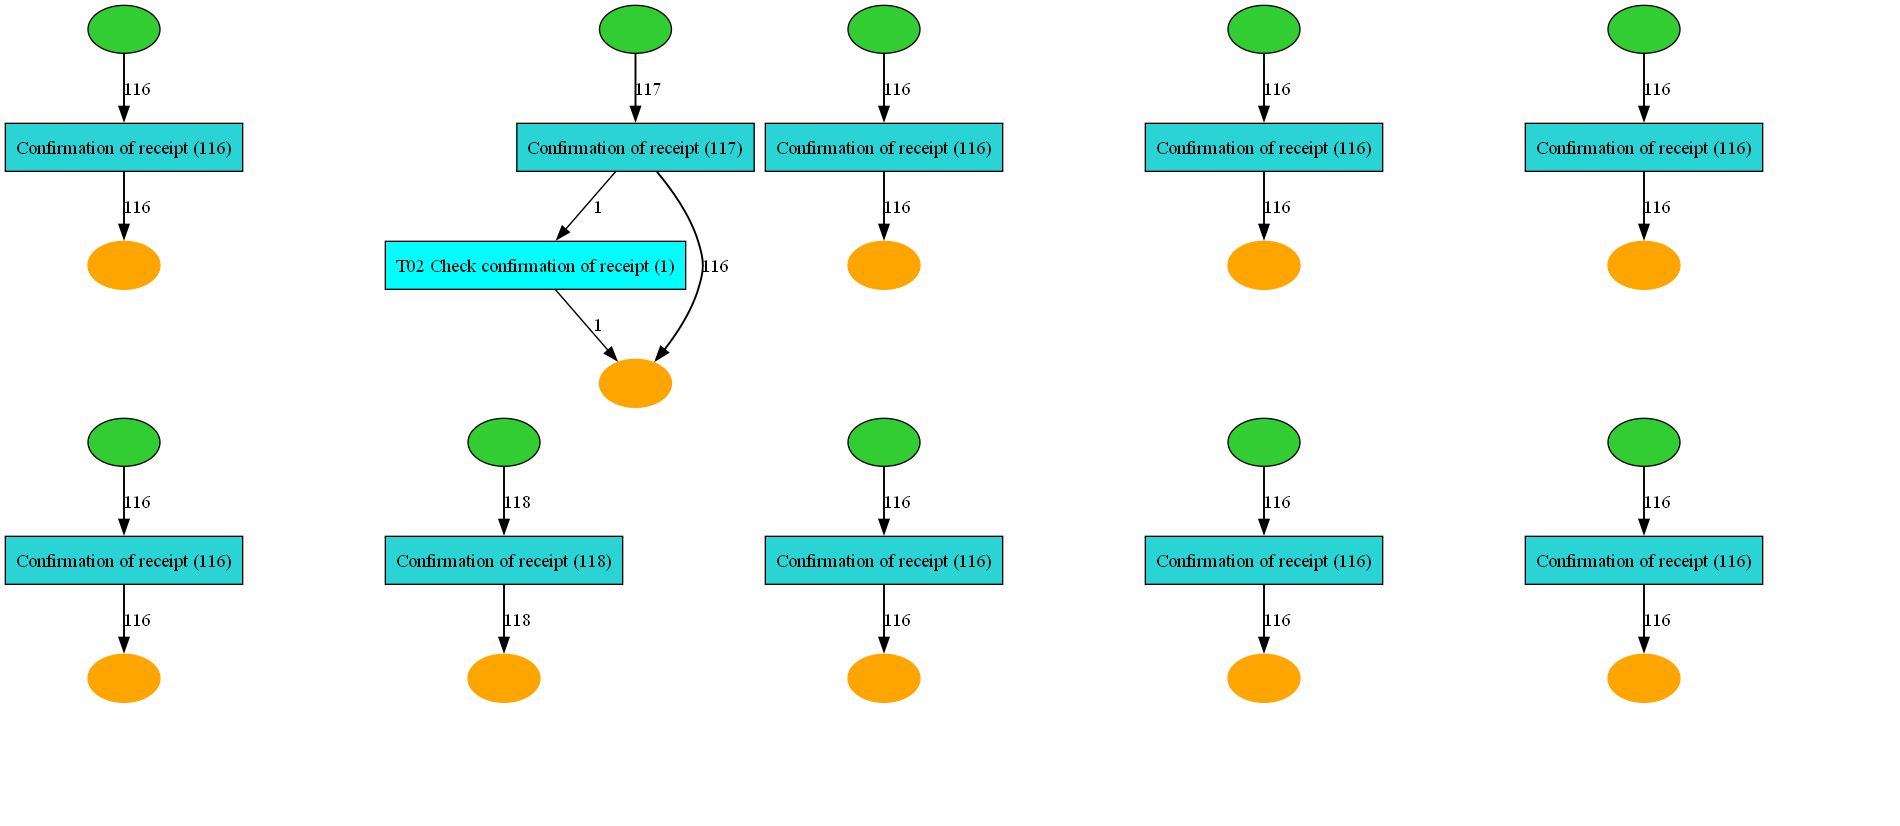 116
117
116
116
116
Confirmation of receipt (116)
Confirmation of receipt (117)
Confirmation of receipt (116)
Confirmation of receipt (116)
Confirmation of receipt (116)
116
1
116
116
116
T02 Check confirmation of receipt (1)
116
1
116
118
116
116
116
Confirmation of receipt (116)
Confirmation of receipt (118)
Confirmation of receipt (116)
Confirmation of receipt (116)
Confirmation of receipt (116)
116
118
116
116
116